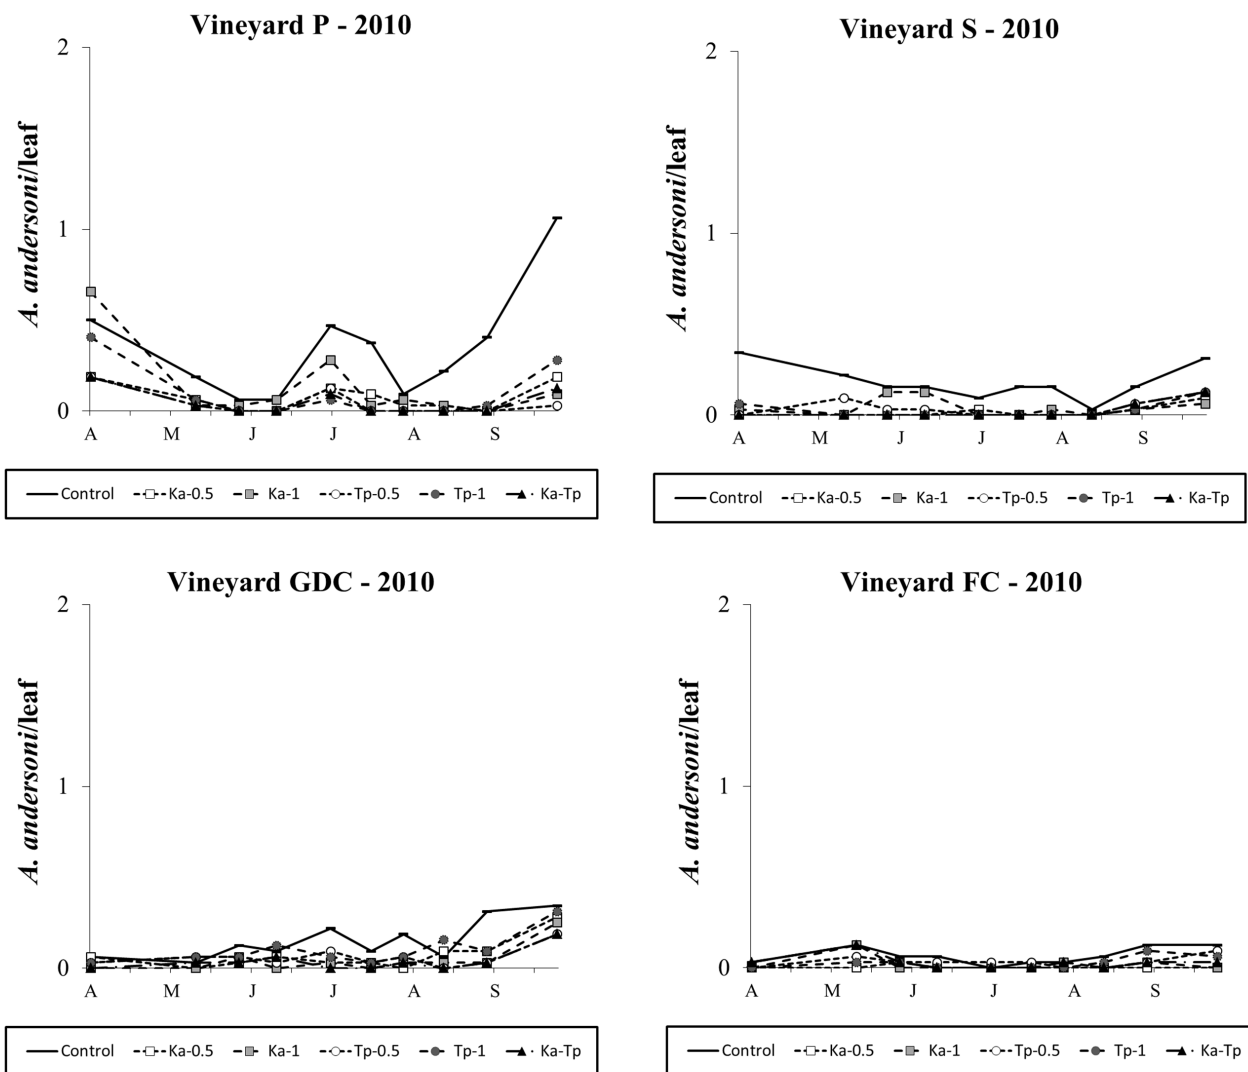 Vineyard P - 2010
2
1
0
A. andersoni/leaf
A M J J A S
Control Ka-0.5 Ka-1 Tp-0.5 Tp-1 Ka-Tp
Vineyard S - 2010
2
1
0
A. andersoni/leaf
A M J J A S
Control Ka-0.5 Ka-1 Tp-0.5 Tp-1 Ka-Tp
Vineyard GDC - 2010
2
1
0
A. andersoni/leaf
A M J J A S
Control Ka-0.5 Ka-1 Tp-0.5 Tp-1 Ka-Tp
Vineyard FC - 2010
2
1
0
A. andersoni/leaf
A M J J A S
Control Ka-0.5 Ka-1 Tp-0.5 Tp-1 Ka-Tp